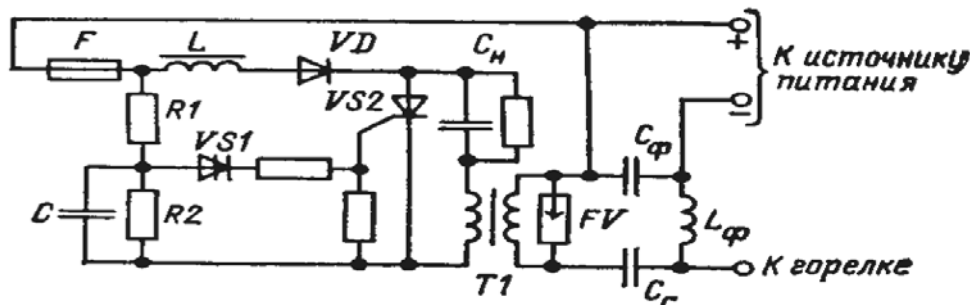 F
L
VD
Cн
+
К источнику
питания
−
R1
VS2
VS1
Cф
C
R2
FV
Lф
T1
Cс
К горелке